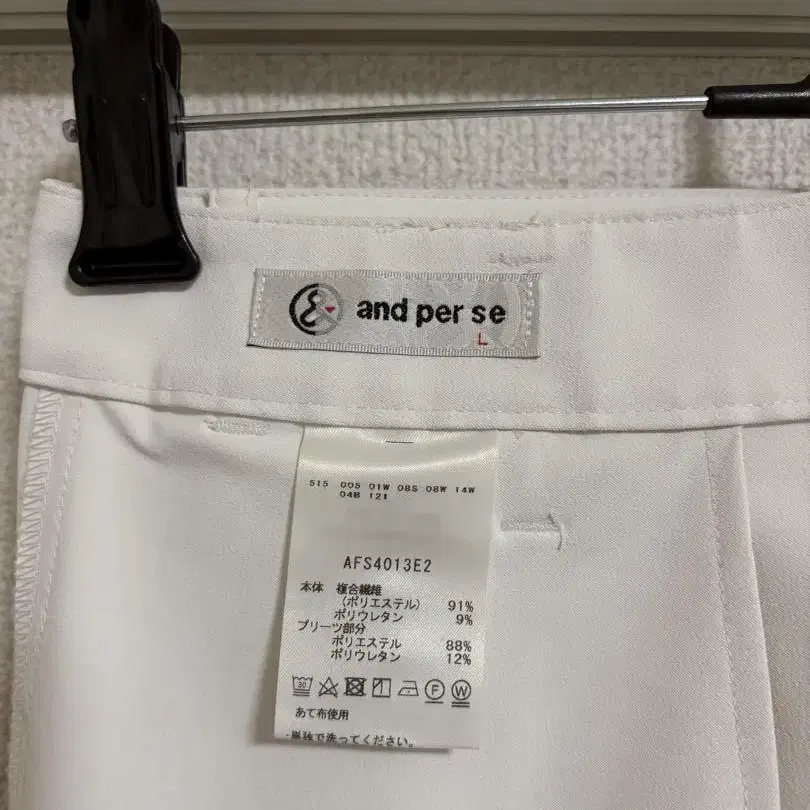 and per se
L
515 005 01W 08S 08W 14W
04B 121
AFS4013E2
本体 複合繊維
(ポリエステル) 91%
ポリウレタン 9%
プリーツ部分
ポリエステル 88%
ポリウレタン 12%
30 F W
あて布使用
・単独で洗ってください。